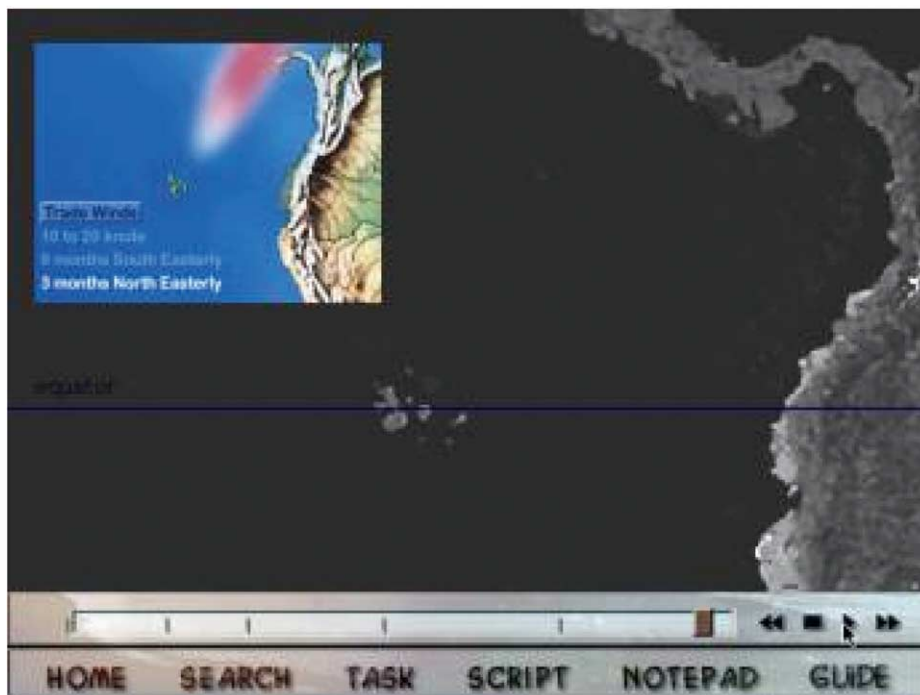 Trade Winds
10 to 20 knots
9 months South Easterly
3 months North Easterly
equator
HOME SEARCH TASK SCRIPT NOTEPAD GUIDE